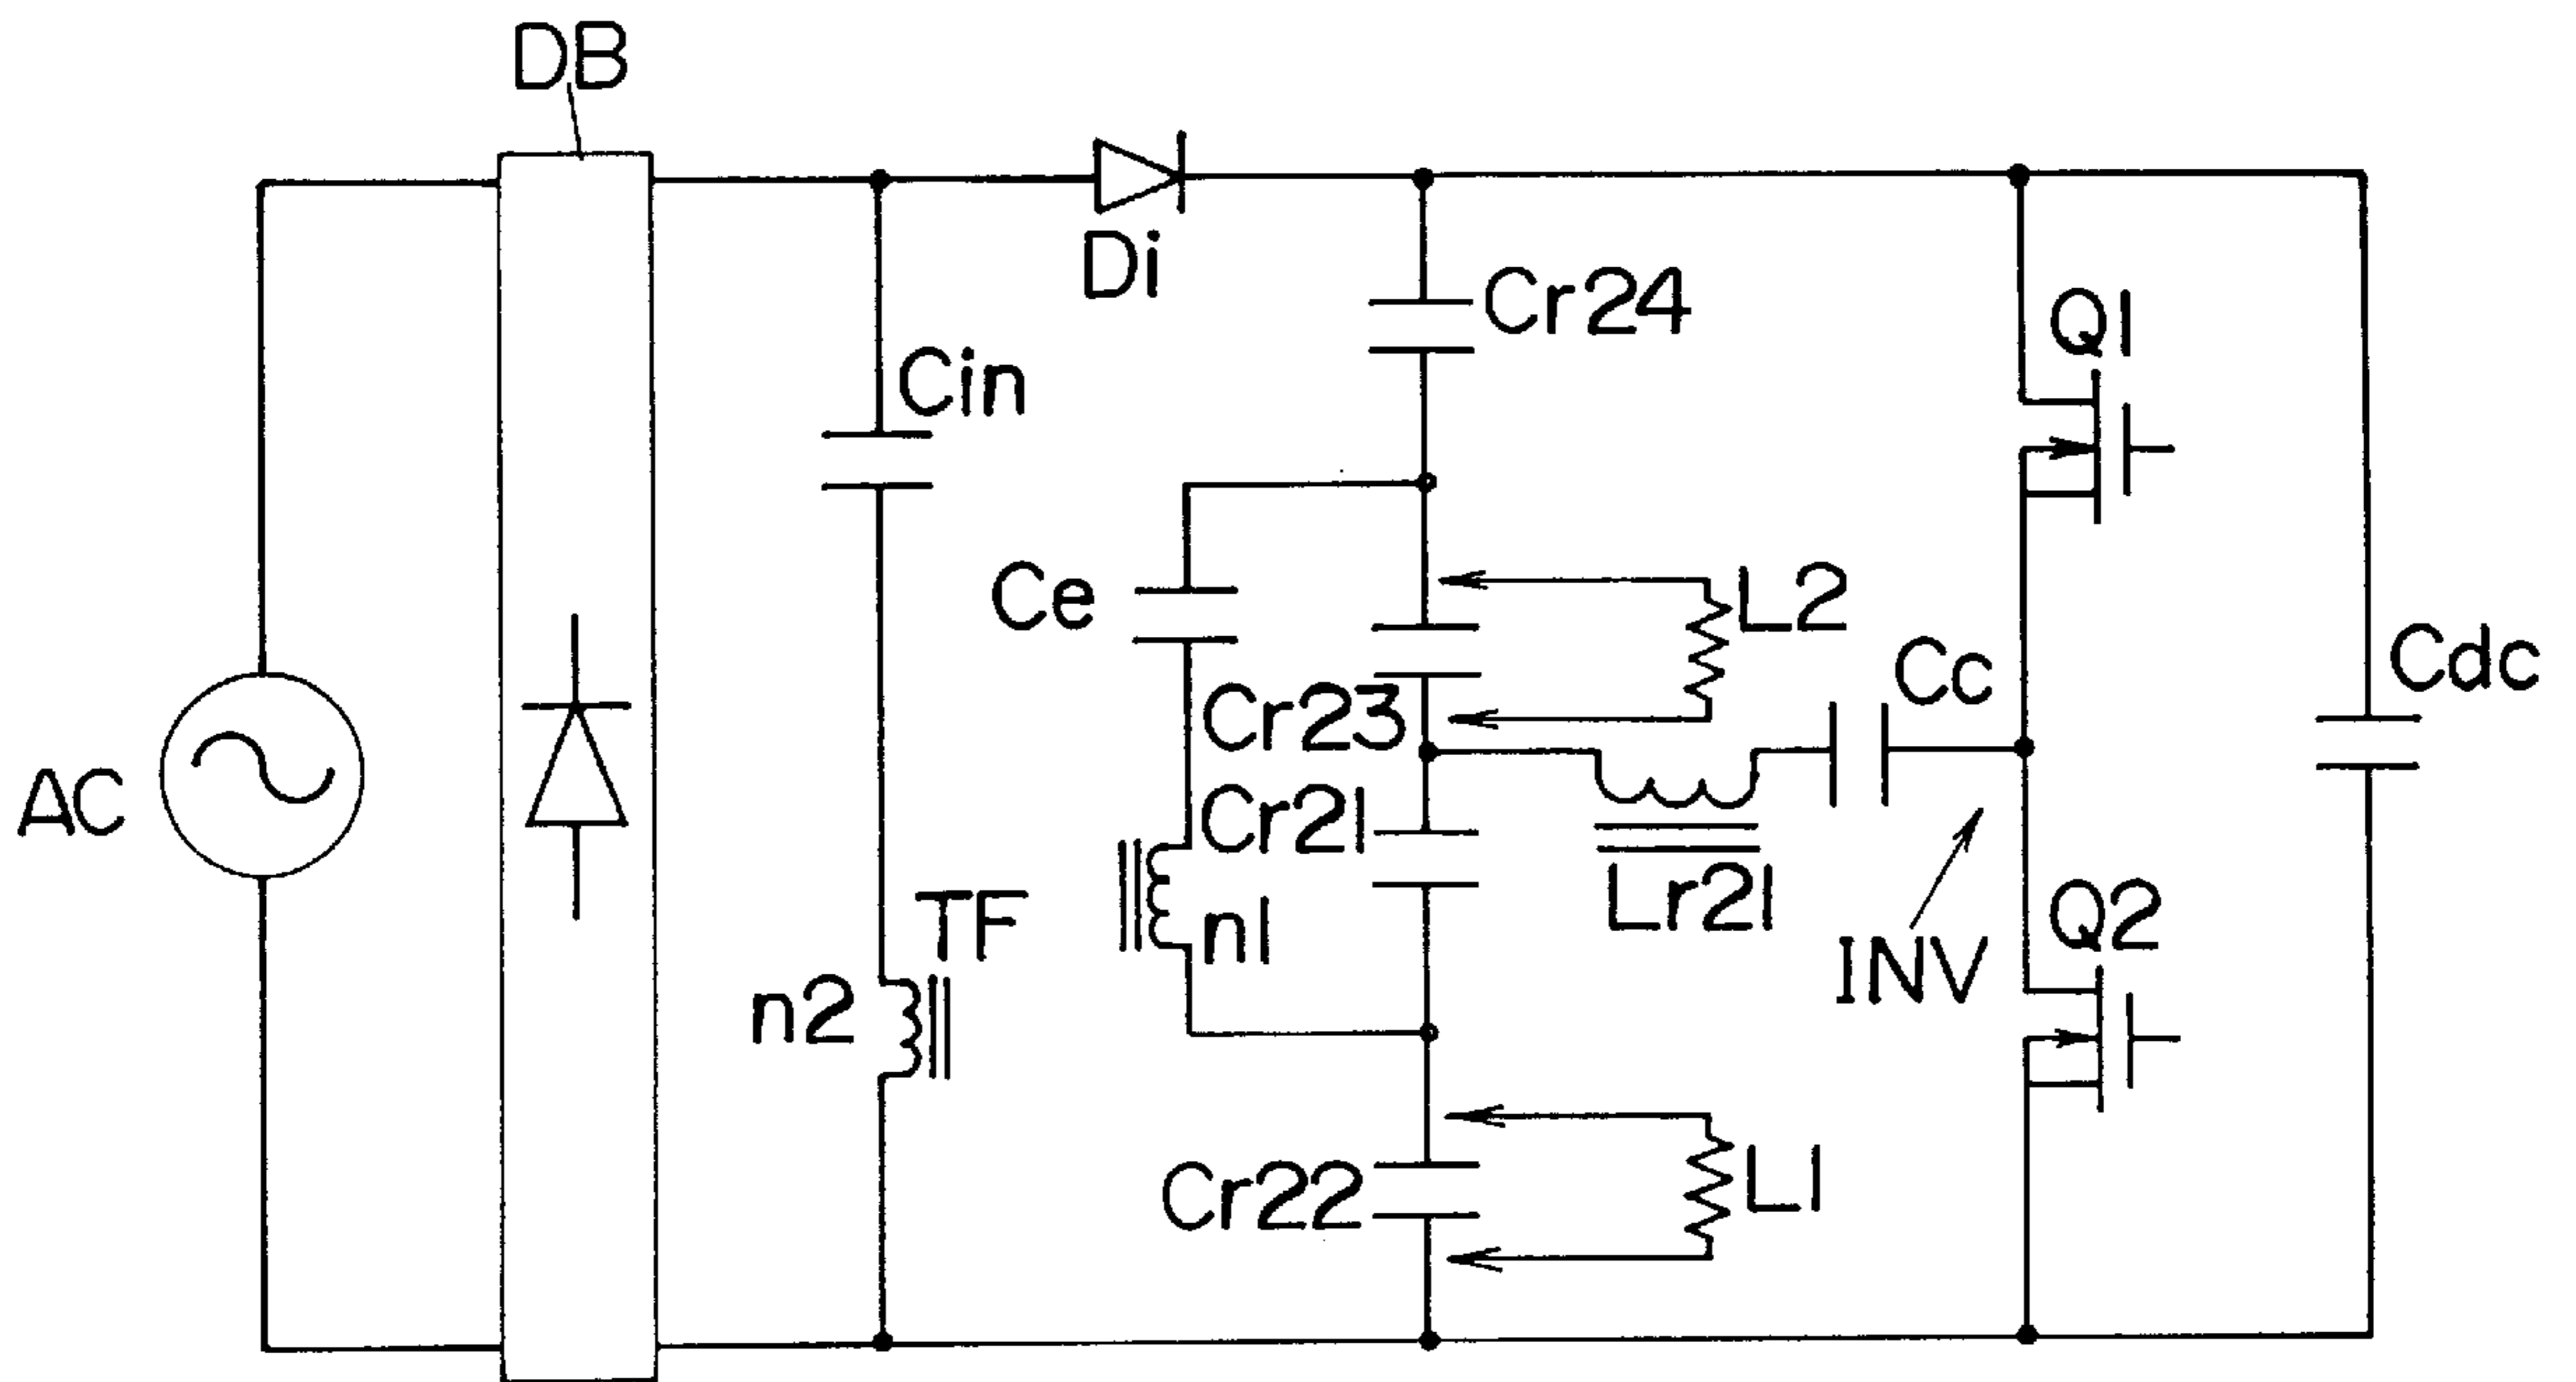 DB
Di
Cr24
Q1
Cin
Ce
L2
Cc
Cdc
Cr23
AC
Cr21
Lr21
TF
n1
Q2
INV
n2
Cr22
L1